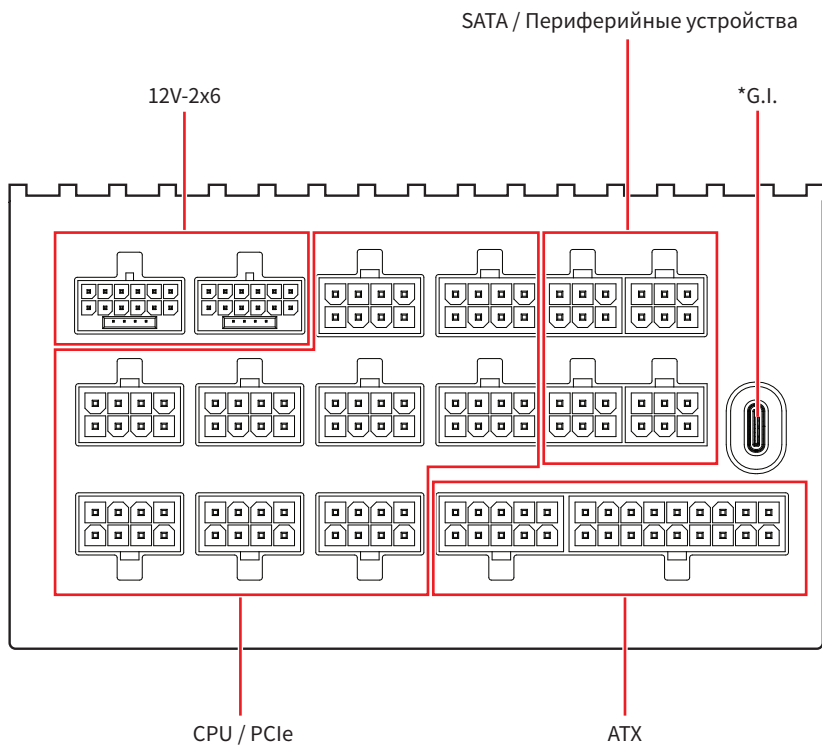 SATA / Периферийные устройства
12V-2x6
*G.I.
CPU / PCIe
ATX